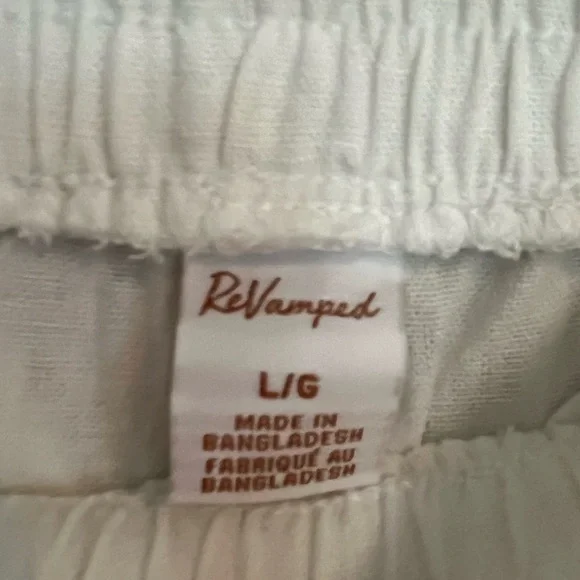 ReVamped
L/G
MADE IN
BANGLADESH
FABRIQUÉ AU
BANGLADESH